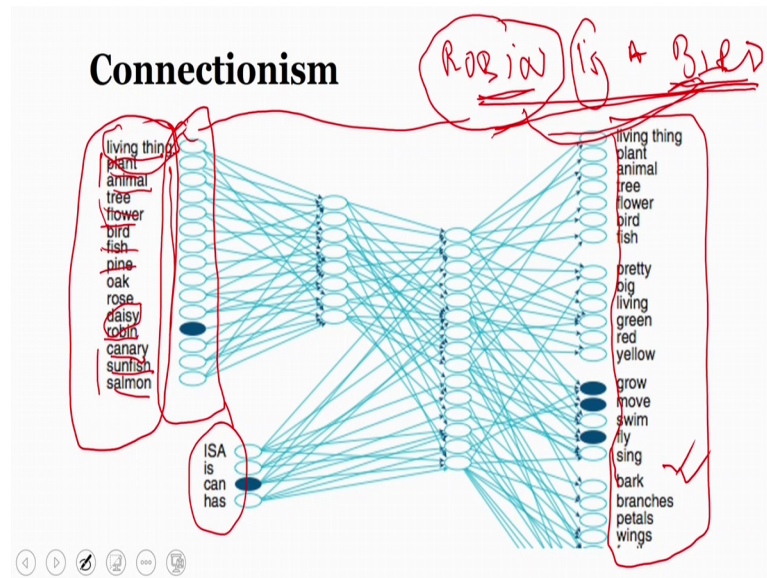 Connectionism
ROBIN is A BIRD
living thing
plant
animal
tree
flower
bird
fish
pine
oak
rose
daisy
robin
canary
sunfish
salmon
ISA
is
can
has
living thing
plant
animal
tree
flower
bird
fish
pretty
big
living
green
red
yellow
grow
move
swim
fly
sing
bark
branches
petals
wings